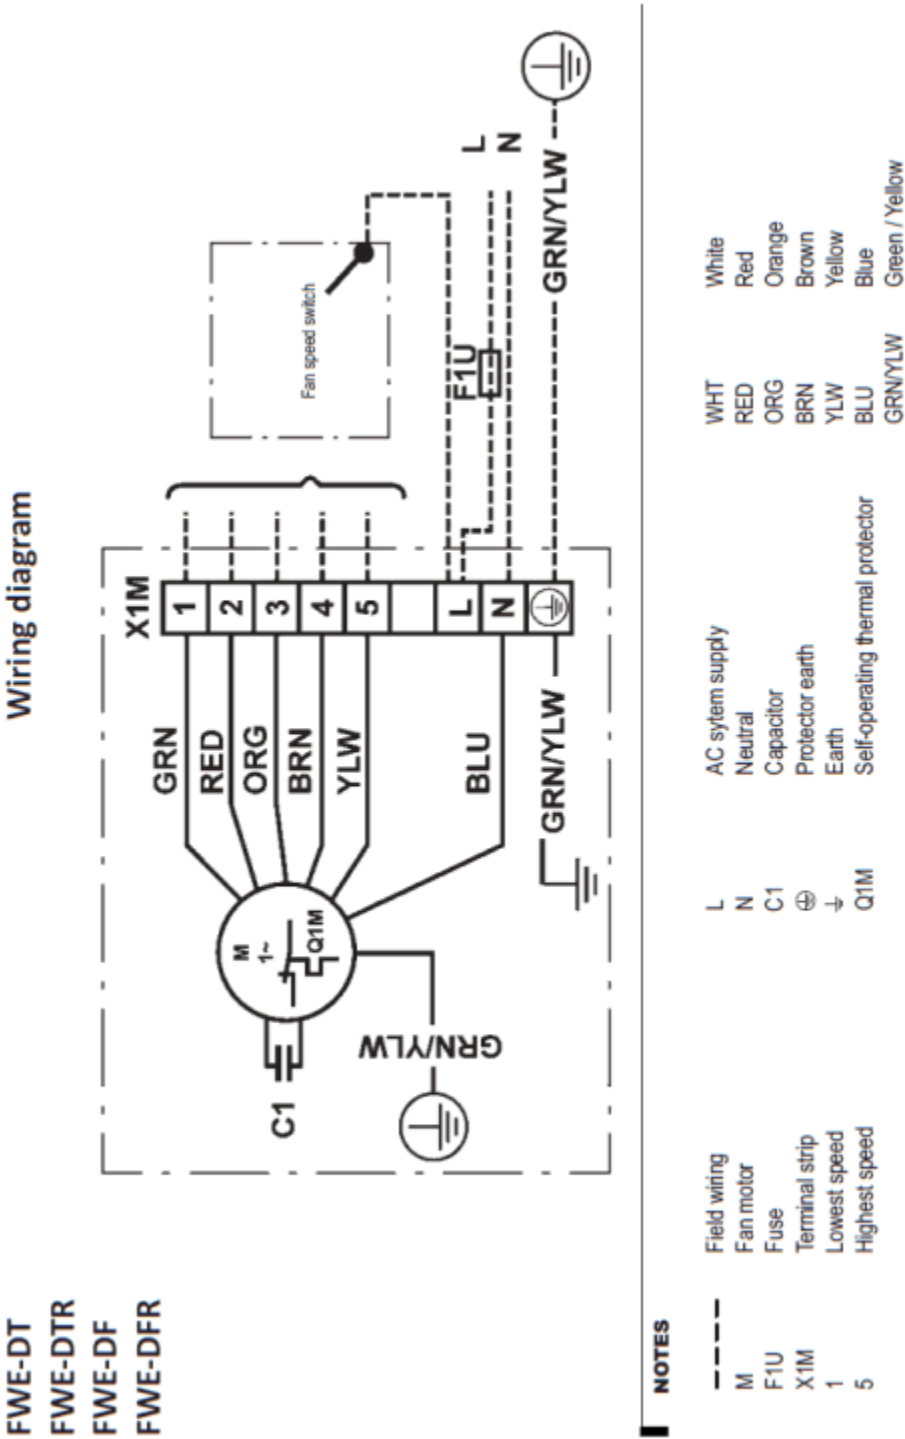 FWE-DT
FWE-DTR
FWE-DF
FWE-DFR
Wiring diagram
X1M
GRN 1
RED 2
ORG 3
BRN 4
YLW 5
L
BLU N
GRN/YLW
M
1~
Q1M
C1
GRN/YLW
Fan speed switch
F1U
L
N
GRN/YLW
NOTES
Field wiring
M Fan motor
F1U Fuse
X1M Terminal strip
1 Lowest speed
5 Highest speed
L AC sytem supply
N Neutral
C1 Capacitor
Protector earth
Earth
Q1M Self-operating thermal protector
WHT White
RED Red
ORG Orange
BRN Brown
YLW Yellow
BLU Blue
GRN/YLW Green / Yellow